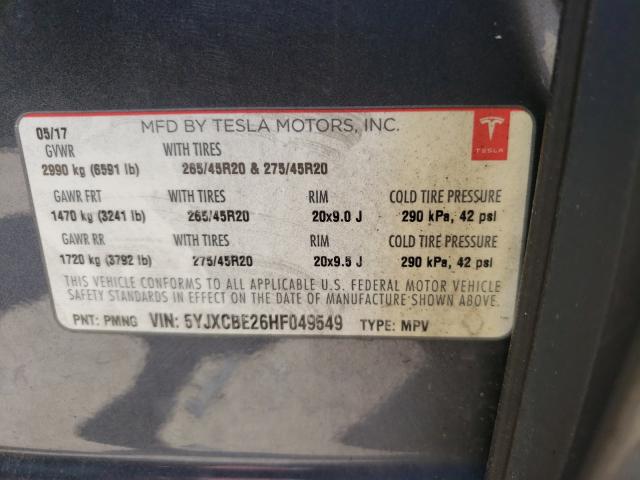 05/17 MFD BY TESLA MOTORS, INC.
TESLA
GVWR WITH TIRES
2990 kg (6591 lb) 265/45R20 & 275/45R20
GAWR FRT WITH TIRES RIM COLD TIRE PRESSURE
1470 kg (3241 lb) 265/45R20 20x9.0 J 290 kPa, 42 psi
GAWR RR WITH TIRES RIM COLD TIRE PRESSURE
1720 kg (3792 lb) 275/45R20 20x9.5 J 290 kPa, 42 psi
THIS VEHICLE CONFORMS TO ALL APPLICABLE U.S. FEDERAL MOTOR VEHICLE
SAFETY STANDARDS IN EFFECT ON THE DATE OF MANUFACTURE SHOWN ABOVE.
PNT: PMNG VIN: 5YJXCBE26HF049549 TYPE: MPV